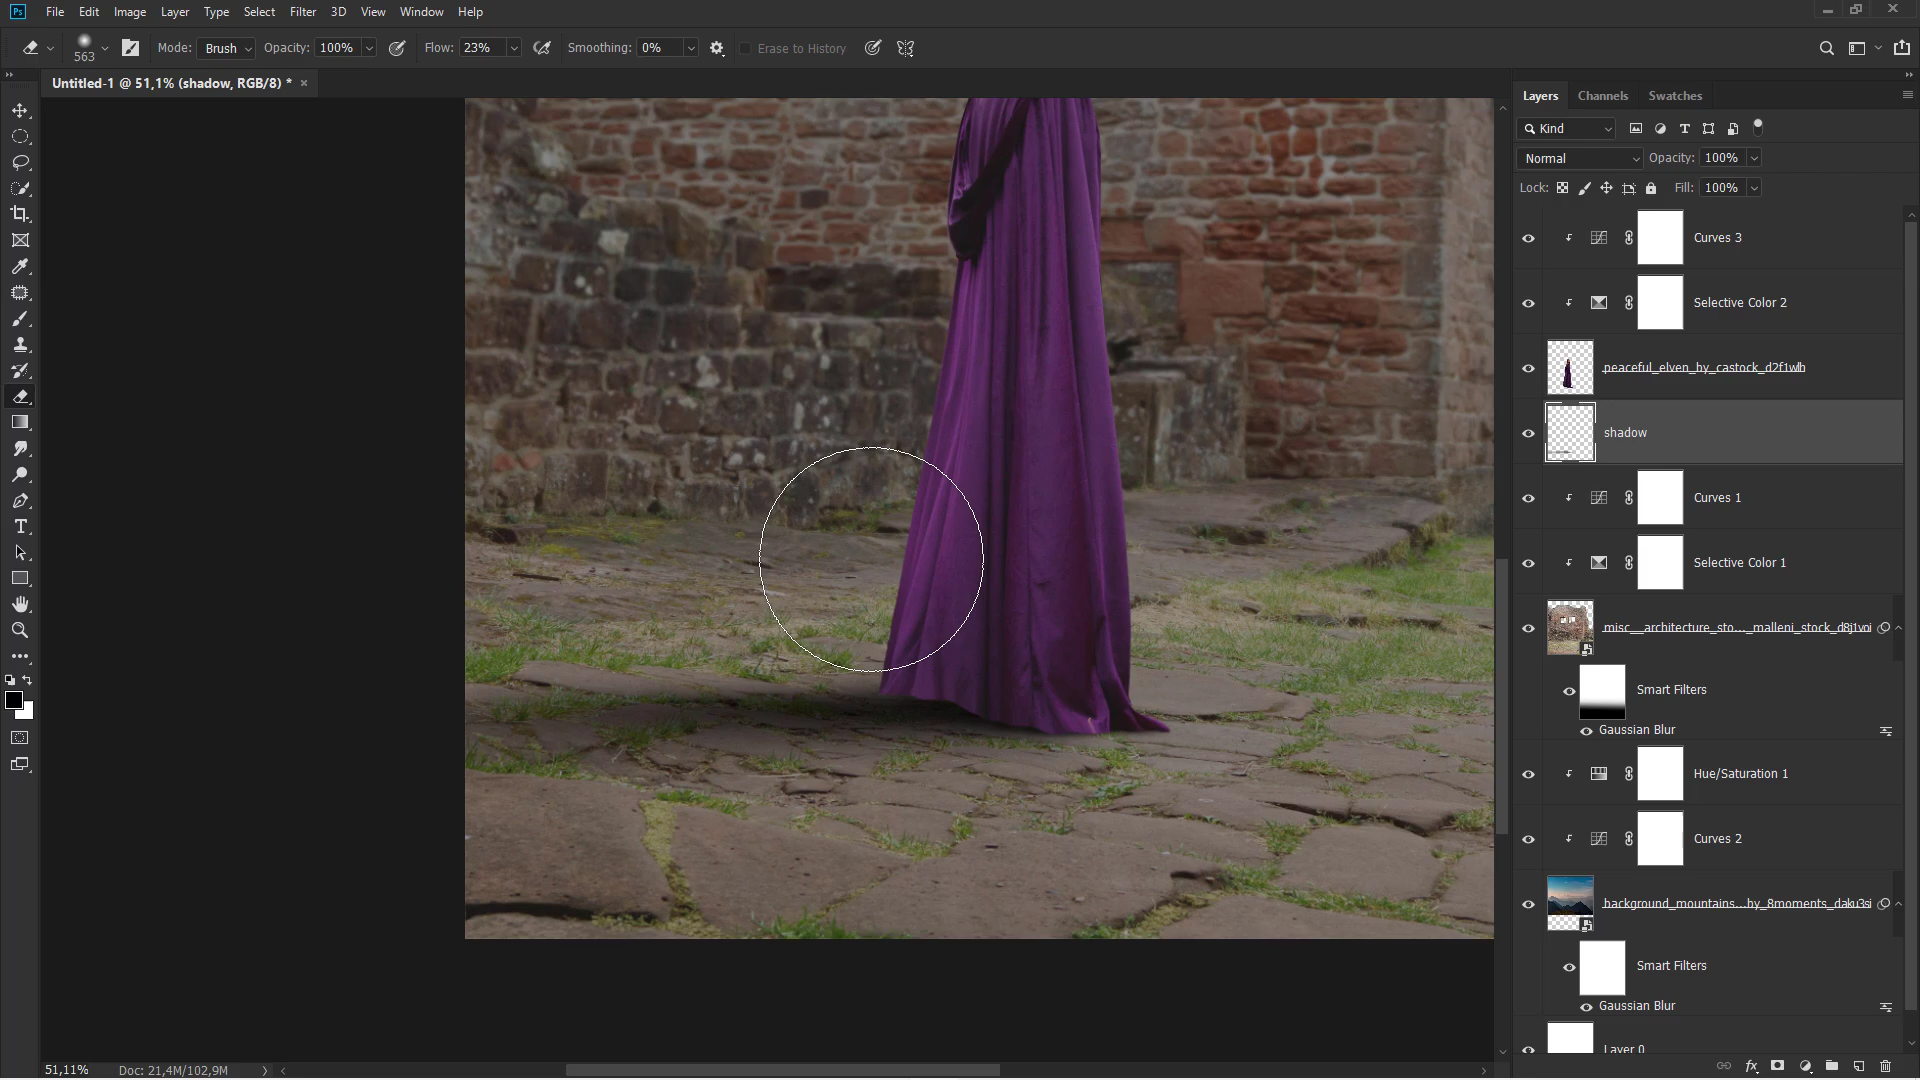 Ps File Edit Image Layer Type Select Filter 3D View Window Help
563 Mode: Brush Opacity: 100% Flow: 23% Smoothing: 0% Erase to History
Untitled-1 @ 51,1% (shadow, RGB/8) * ×
Layers Channels Swatches
Kind
Normal Opacity: 100%
Lock: Fill: 100%
Curves 3
Selective Color 2
peaceful_elven_by_castock_d2f1wlh
shadow
Curves 1
Selective Color 1
misc__architecture_sto..._malleni_stock_d8j1voi
Smart Filters
Gaussian Blur
Hue/Saturation 1
Curves 2
background_mountains...by_8moments_daku3si
Smart Filters
Gaussian Blur
Layer 0
51,11% Doc: 21,4M/102,9M